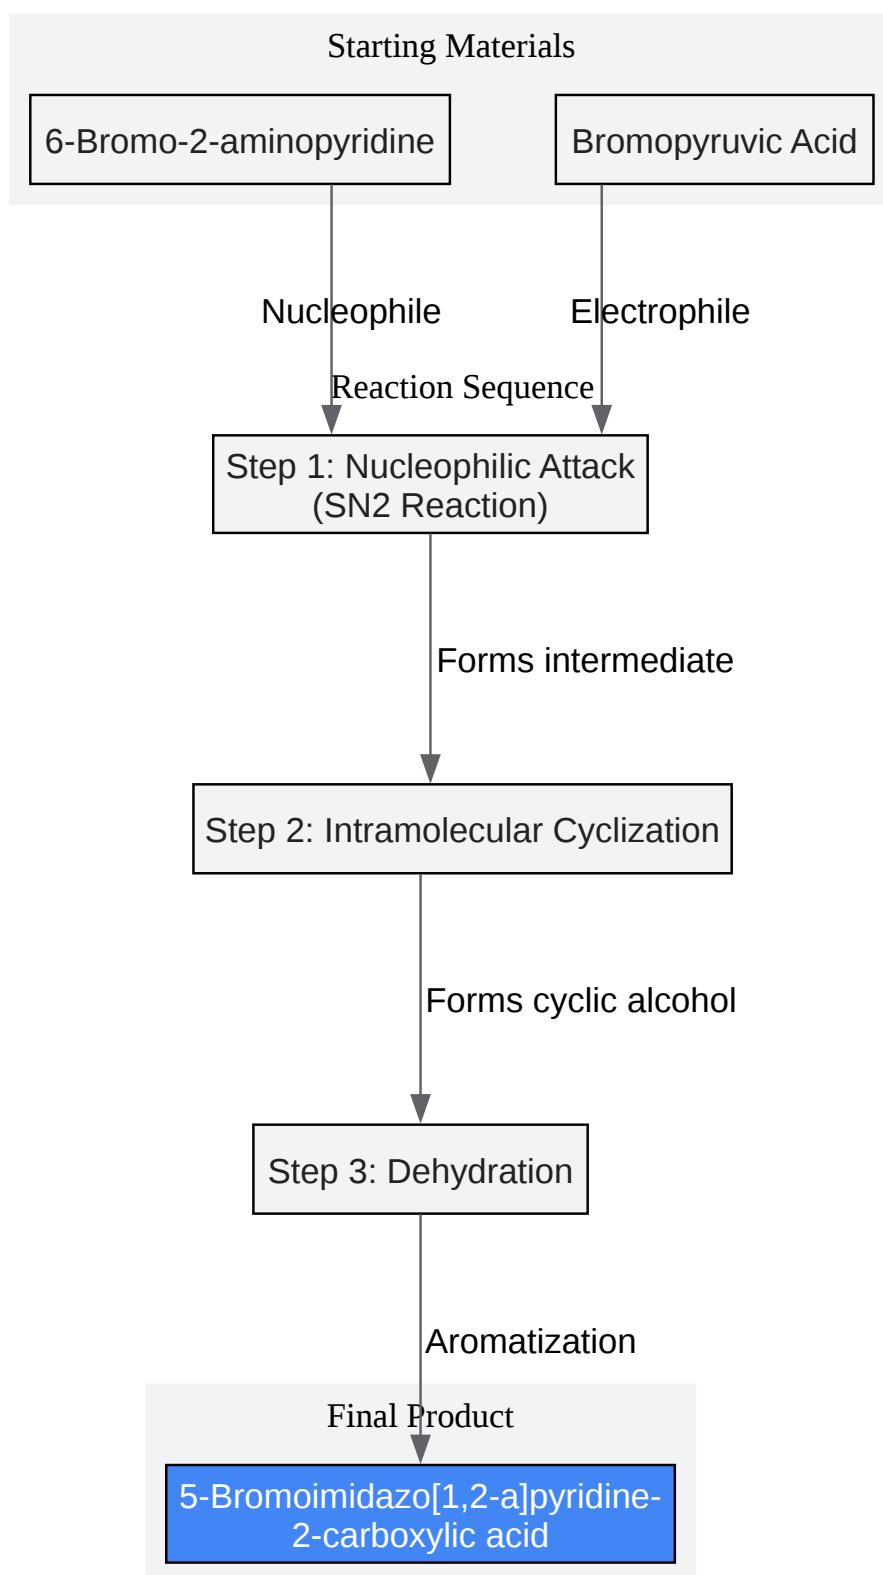 Starting Materials
6-Bromo-2-aminopyridine
Bromopyruvic Acid
Nucleophile
Electrophile
Reaction Sequence
Step 1: Nucleophilic Attack
(SN2 Reaction)
Forms intermediate
Step 2: Intramolecular Cyclization
Forms cyclic alcohol
Step 3: Dehydration
Aromatization
Final Product
5-Bromoimidazo[1,2-a]pyridine-
2-carboxylic acid